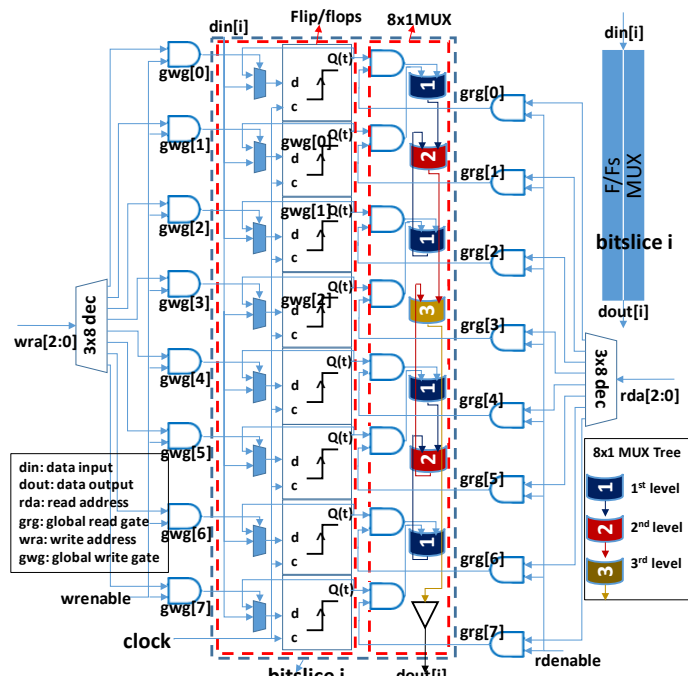 Flip/flops
8x1MUX
din[i]
din[i]
gwg[0]
Q(t)
d
c
1
grg[0]
gwg[1]
gwg[0]
Q(t)
d
c
2
grg[1]
F/Fs
MUX
gwg[2]
gwg[1]
Q(t)
d
c
1
grg[2]
bitslice i
gwg[3]
gwg[2]
Q(t)
d
c
3
grg[3]
dout[i]
3x8 dec
wra[2:0]
3x8 dec
rda[2:0]
gwg[4]
Q(t)
d
c
1
grg[4]
gwg[5]
Q(t)
d
c
2
grg[5]
gwg[6]
Q(t)
d
c
1
grg[6]
gwg[7]
Q(t)
d
c
grg[7]
din: data input
dout: data output
rda: read address
grg: global read gate
wra: write address
gwg: global write gate
8x1 MUX Tree
1
1st level
2
2nd level
3
3rd level
wrenable
clock
rdenable
bitslice i
dout[i]